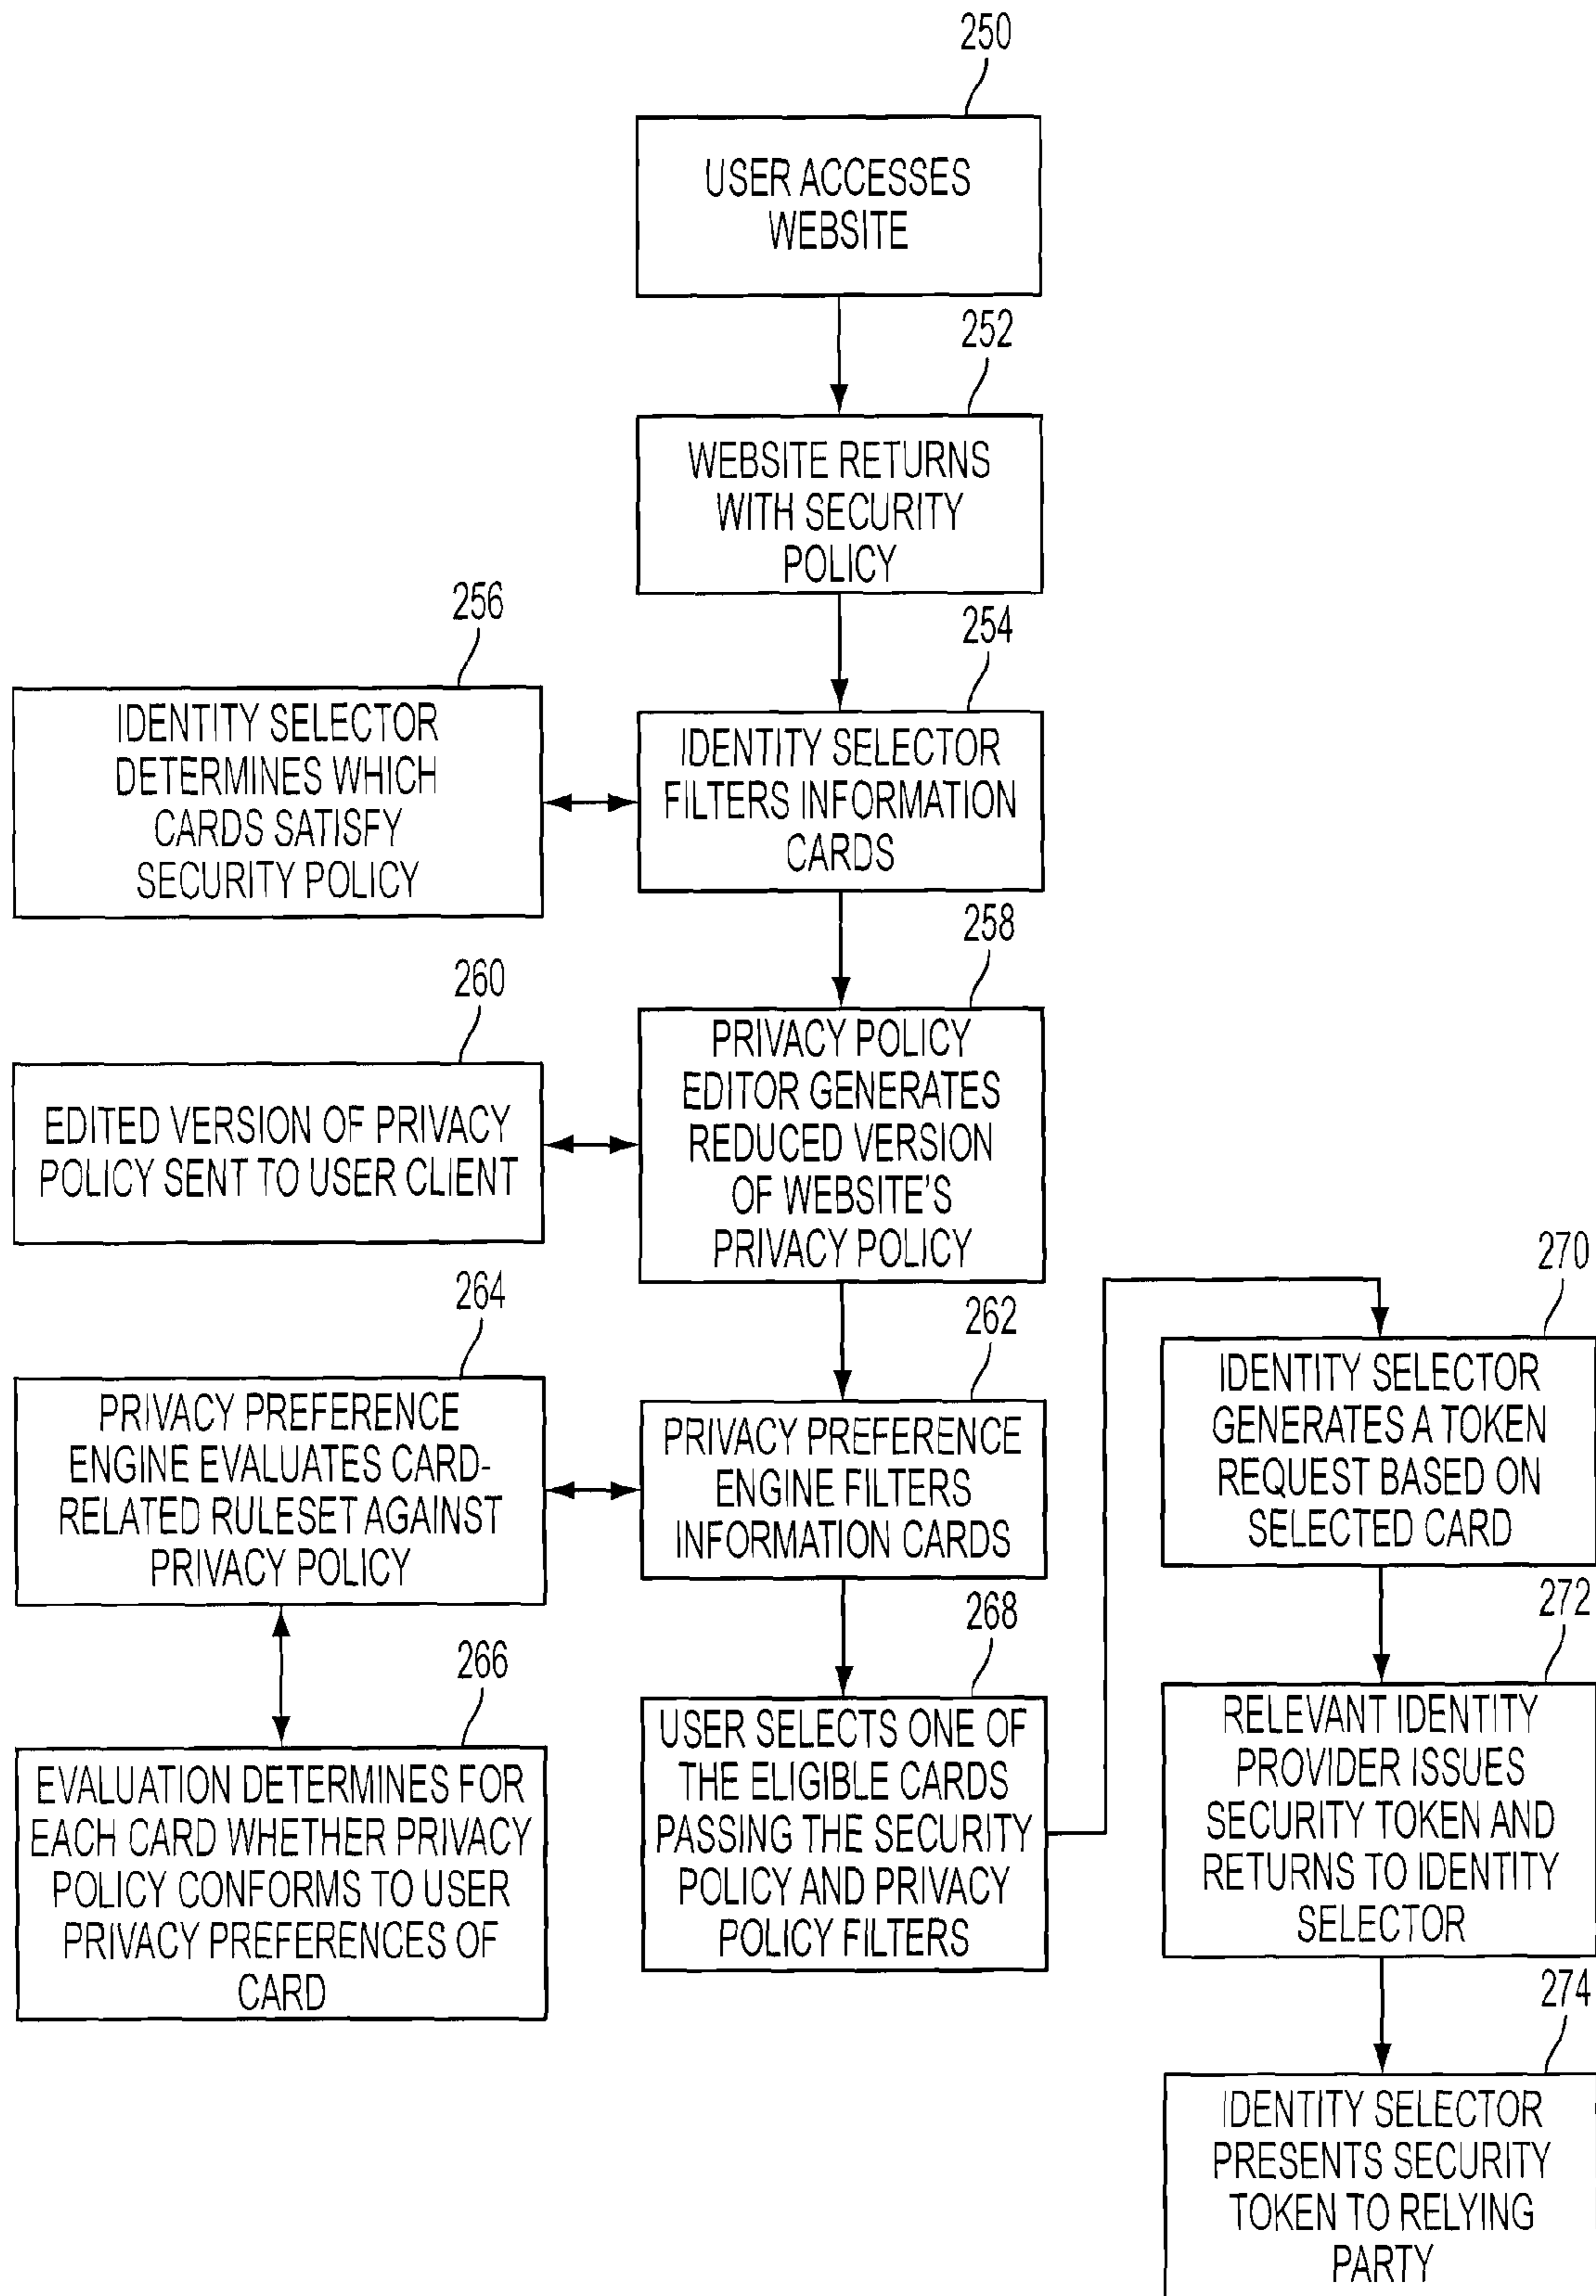 250
USER ACCESSES
WEBSITE
252
WEBSITE RETURNS
WITH SECURITY
POLICY
254
IDENTITY SELECTOR
FILTERS INFORMATION
CARDS
256
IDENTITY SELECTOR
DETERMINES WHICH
CARDS SATISFY
SECURITY POLICY
258
PRIVACY POLICY
EDITOR GENERATES
REDUCED VERSION
OF WEBSITE'S
PRIVACY POLICY
260
EDITED VERSION OF PRIVACY
POLICY SENT TO USER CLIENT
262
PRIVACY PREFERENCE
ENGINE FILTERS
INFORMATION CARDS
264
PRIVACY PREFERENCE
ENGINE EVALUATES CARD-
RELATED RULESET AGAINST
PRIVACY POLICY
266
EVALUATION DETERMINES FOR
EACH CARD WHETHER PRIVACY
POLICY CONFORMS TO USER
PRIVACY PREFERENCES OF
CARD
268
USER SELECTS ONE OF
THE ELIGIBLE CARDS
PASSING THE SECURITY
POLICY AND PRIVACY
POLICY FILTERS
270
IDENTITY SELECTOR
GENERATES A TOKEN
REQUEST BASED ON
SELECTED CARD
272
RELEVANT IDENTITY
PROVIDER ISSUES
SECURITY TOKEN AND
RETURNS TO IDENTITY
SELECTOR
274
IDENTITY SELECTOR
PRESENTS SECURITY
TOKEN TO RELYING
PARTY